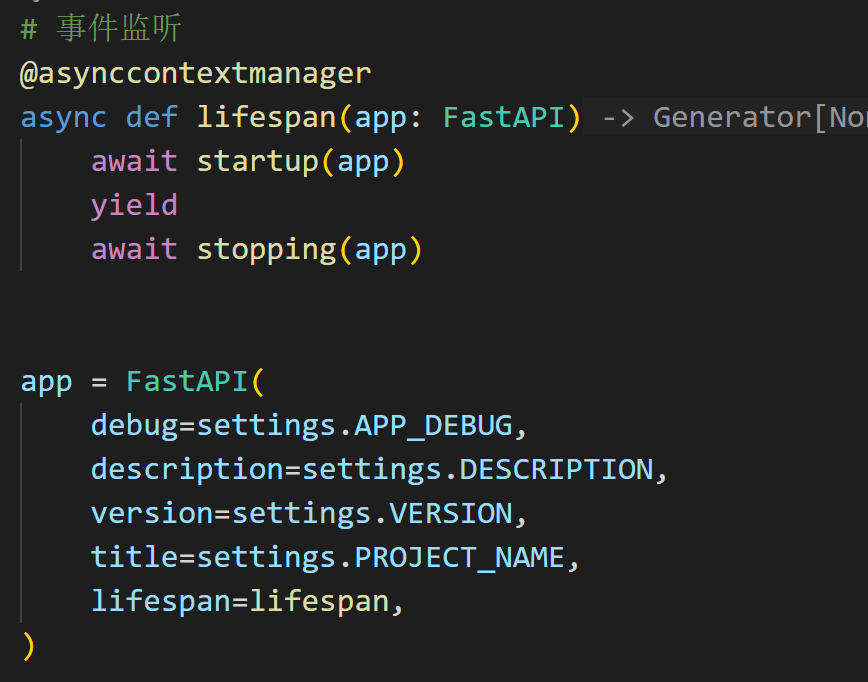 # 事件监听
@asynccontextmanager
async def lifespan(app: FastAPI) -> Generator[No
    await startup(app)
    yield
    await stopping(app)
app = FastAPI(
    debug=settings.APP_DEBUG,
    description=settings.DESCRIPTION,
    version=settings.VERSION,
    title=settings.PROJECT_NAME,
    lifespan=lifespan,
)